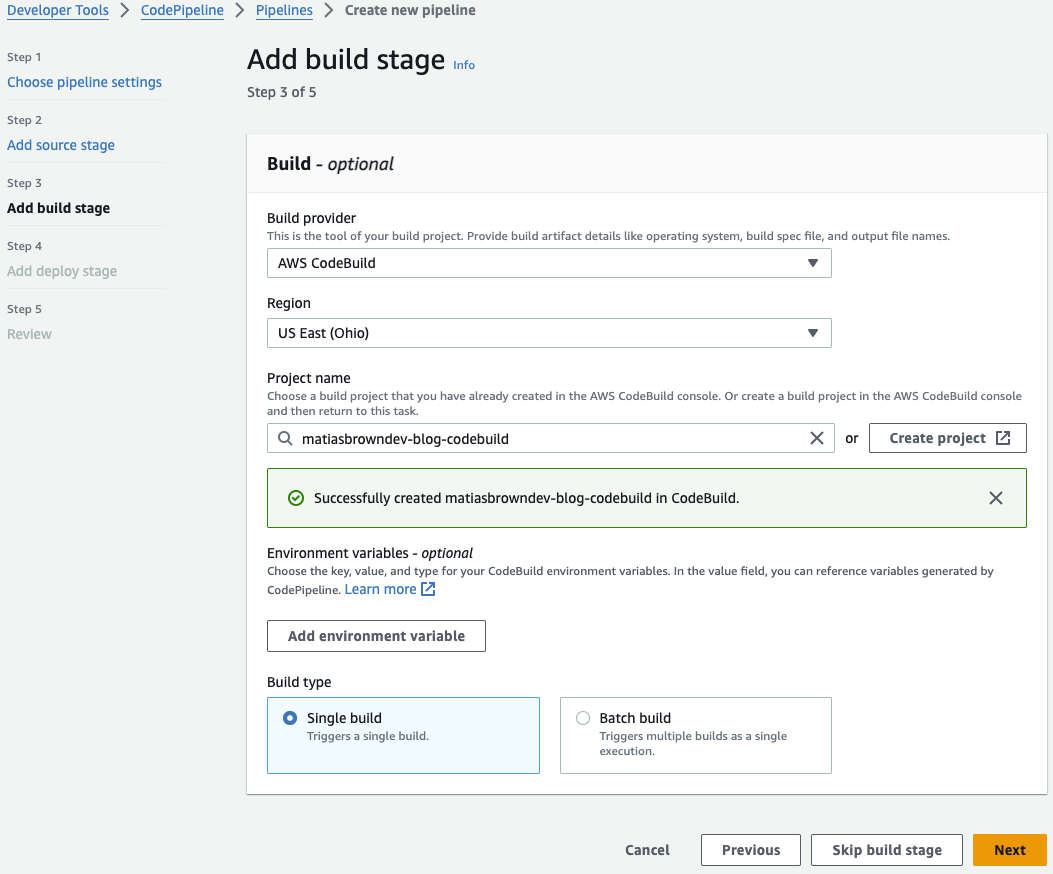 Developer Tools > CodePipeline > Pipelines > Create new pipeline
Step 1
Choose pipeline settings
Step 2
Add source stage
Step 3
Add build stage
Step 4
Add deploy stage
Step 5
Review
Add build stage Info
Step 3 of 5
Build - optional
Build provider
This is the tool of your build project. Provide build artifact details like operating system, build spec file, and output file names.
AWS CodeBuild
Region
US East (Ohio)
Project name
Choose a build project that you have already created in the AWS CodeBuild console. Or create a build project in the AWS CodeBuild console
and then return to this task.
matiasbrowndev-blog-codebuild or Create project
Successfully created matiasbrowndev-blog-codebuild in CodeBuild.
Environment variables - optional
Choose the key, value, and type for your CodeBuild environment variables. In the value field, you can reference variables generated by
CodePipeline. Learn more
Add environment variable
Build type
Single build
Triggers a single build.
Batch build
Triggers multiple builds as a single
execution.
Cancel Previous Skip build stage Next